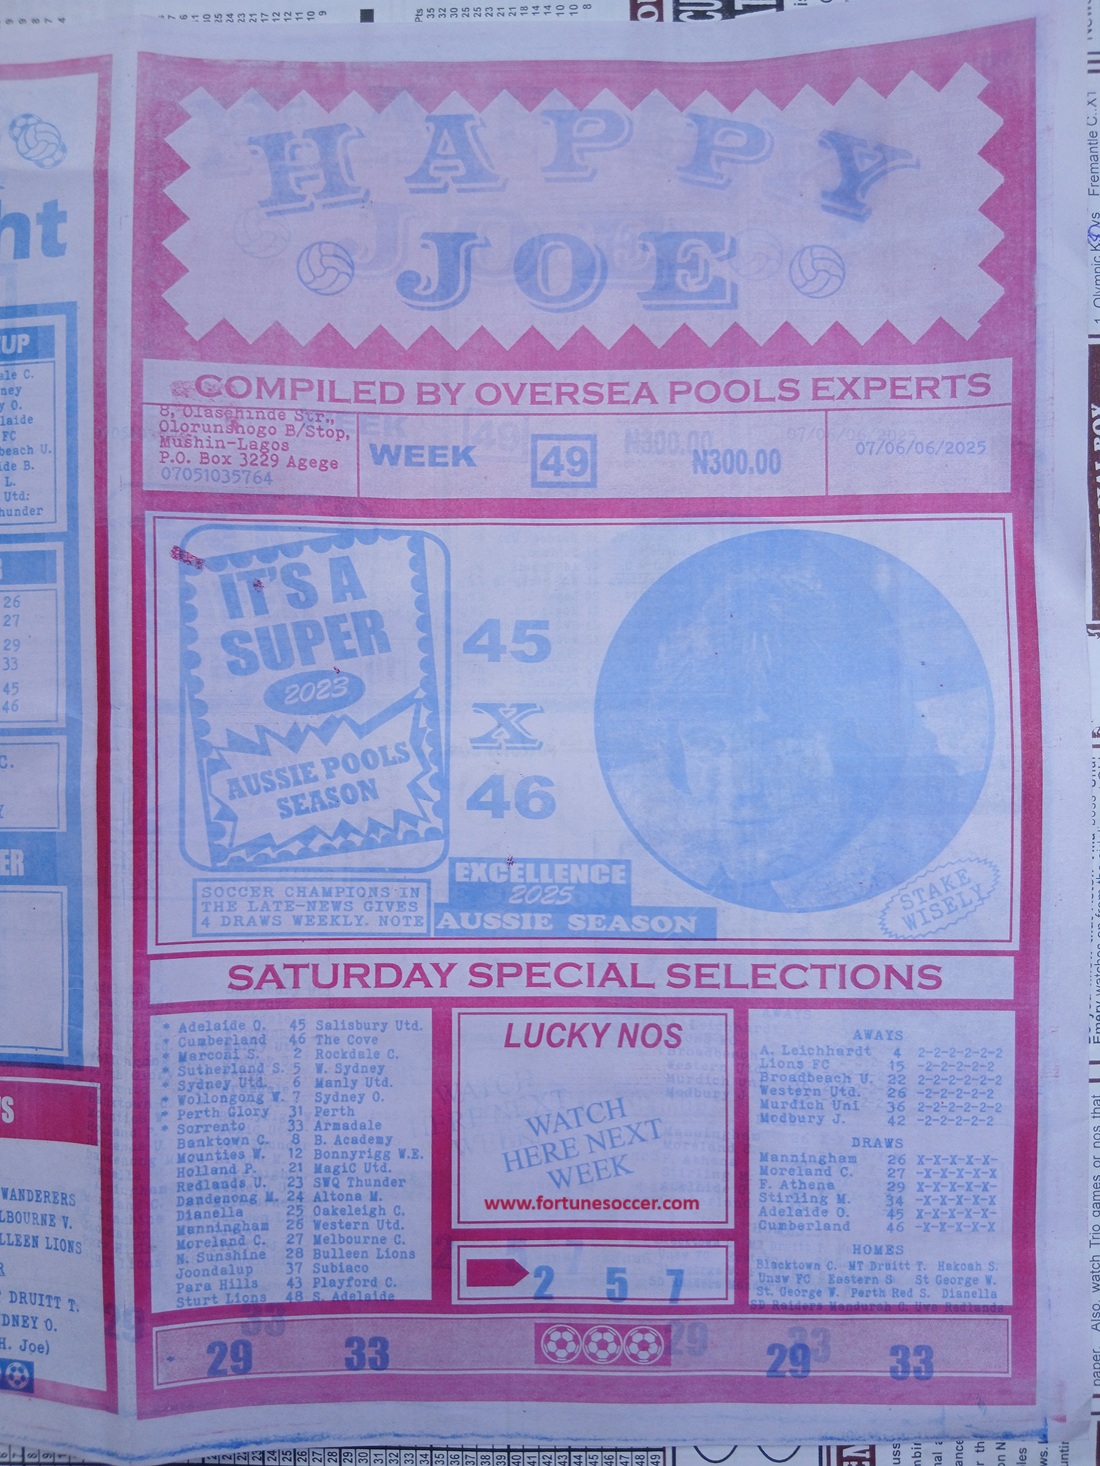 HAPPY
JOE
COMPILED BY OVERSEA POOLS EXPERTS
8, Olasehinde Str.,
Olorunshogo B/Stop,
Mushin-Lagos
P.O. Box 3229 Agege
07051035764
WEEK 49
N300.00
07/06/06/2025
IT'S A
SUPER
2023
AUSSIE POOLS
SEASON
45
X
46
SOCCER CHAMPIONS IN
THE LATE-NEWS GIVES
4 DRAWS WEEKLY. NOTE
EXCELLENCE
2025
AUSSIE SEASON
STAKE
WISELY
SATURDAY SPECIAL SELECTIONS
* Adelaide O. 45 Salisbury Utd.
* Cumberland 46 The Cove
* Marconi S. 2 Rockdale C.
* Sutherland S. 5 W. Sydney
* Sydney Utd. 6 Manly Utd.
* Wollongong W. 7 Sydney O.
* Perth Glory 31 Perth
* Sorrento 33 Armadale
Banktown C. 8 B. Academy
Mounties W. 12 Bonnyrigg W.E.
Holland P. 21 MagiC Utd.
Redlands U. 23 SWQ Thunder
Dandenong M. 24 Altona M.
Dianella 25 Oakeleigh C.
Manningham 26 Western Utd.
Moreland C. 27 Melbourne C.
N. Sunshine 28 Bulleen Lions
Joondalup 37 Subiaco
Para Hills 43 Playford C.
Sturt Lions 48 S. Adelaide
LUCKY NOS
WATCH
HERE NEXT
WEEK
www.fortunesoccer.com
2 5 7
AWAYS
A. Leichhardt 4 2-2-2-2-2-2
Lions FC 15 -2-2-2-2-2
Broadbeach U. 22 2-2-2-2-2-2
Western Utd. 26 -2-2-2-2-2
Murdich Uni 36 2-2-2-2-2-2
Modbury J. 42 -2-2-2-2-2
DRAWS
Manningham 26 X-X-X-X-X-
Moreland C. 27 -X-X-X-X-X
F. Athena 29 X-X-X-X-X-
Stirling M. 34 -X-X-X-X-X
Adelaide O. 45 X-X-X-X-X-
Cumberland 46 -X-X-X-X-X
HOMES
Blacktown C. MT Druitt T. Hakoah S.
Unsw FC Eastern S St George W.
St. George W. Perth Red S. Dianella
SD Raiders Mandurah C. Uwa Redlands
29 33
29 33